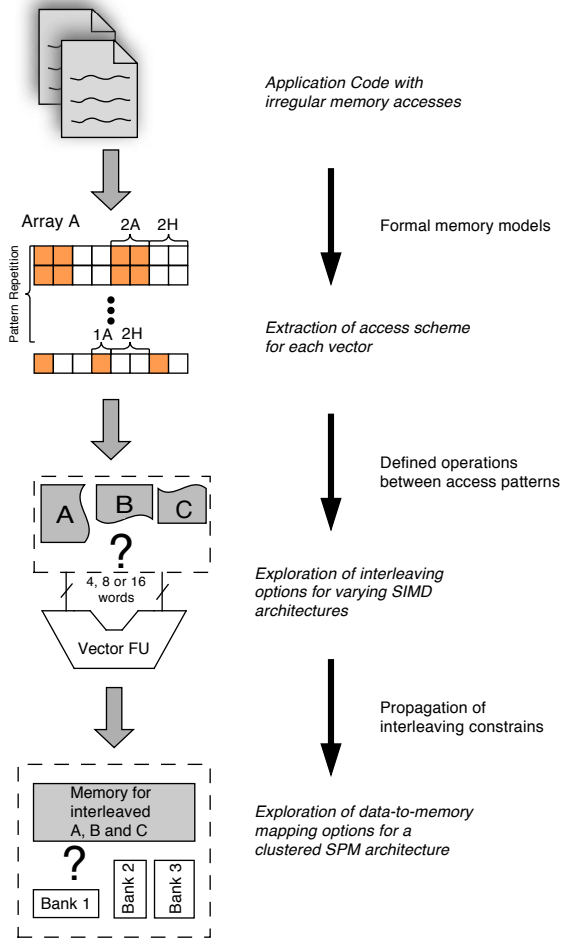 Application Code with
irregular memory accesses
Formal memory models
Array A
2A
2H
Pattern Repetition
1A
2H
Extraction of access scheme
for each vector
Defined operations
between access patterns
A
B
C
?
4, 8 or 16
words
Vector FU
Exploration of interleaving
options for varying SIMD
architectures
Propagation of
interleaving constrains
Memory for
interleaved
A, B and C
?
Bank 1
Bank 2
Bank 3
Exploration of data-to-memory
mapping options for a
clustered SPM architecture